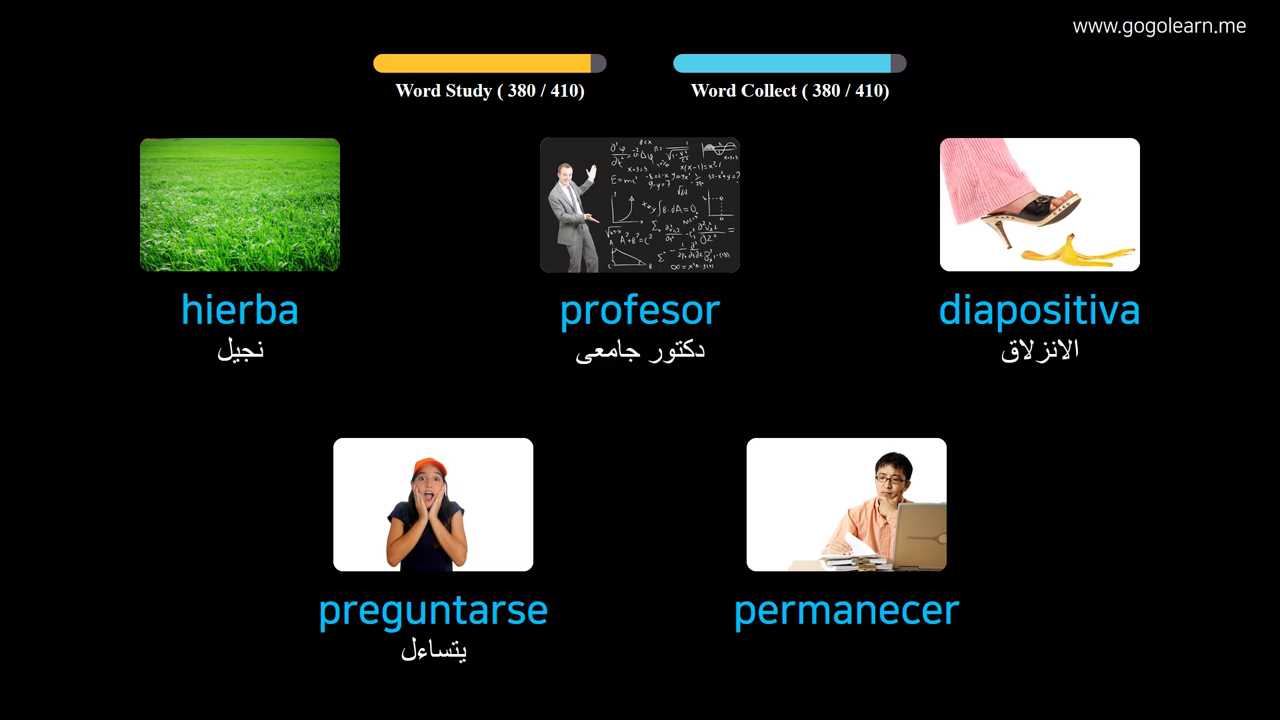 www.gogolearn.me
Word Study ( 380 / 410)
Word Collect ( 380 / 410)
hierba
نجيل
profesor
دكتور جامعى
diapositiva
الانزلاق
preguntarse
يتساءل
permanecer